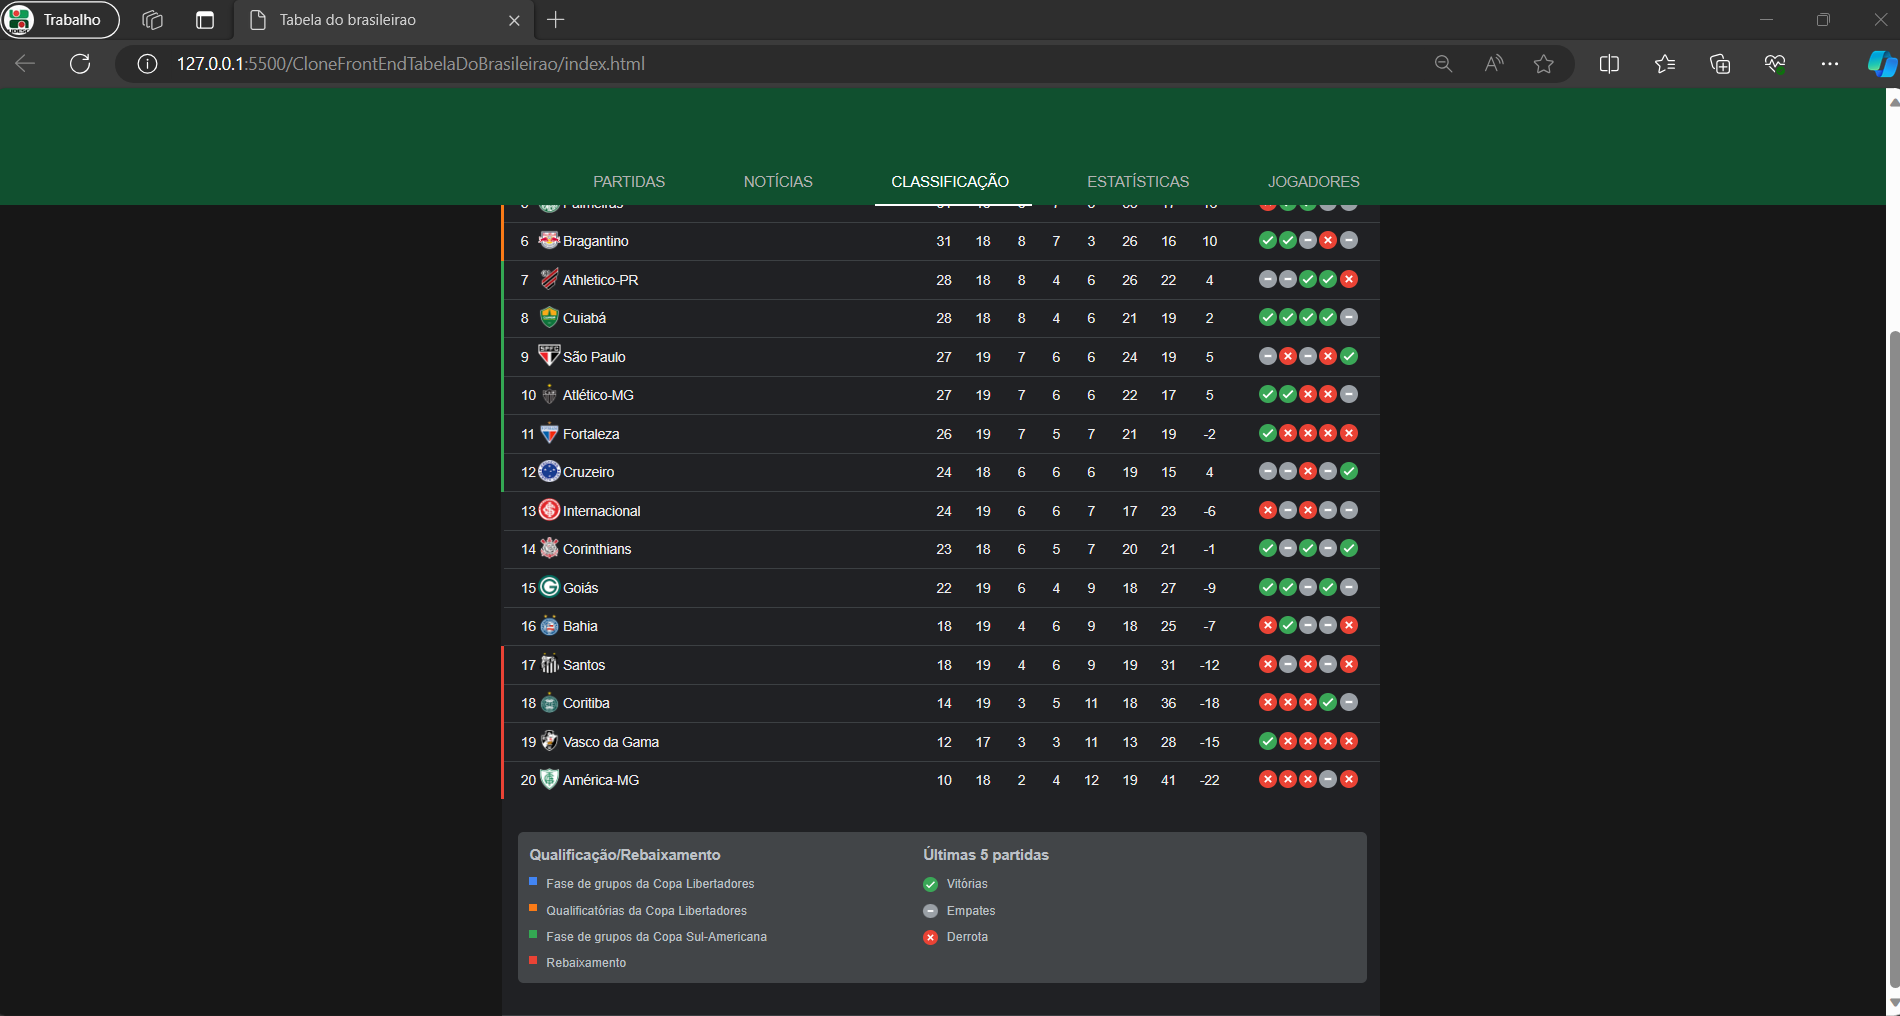 Trabalho
Tabela do brasileirao
127.0.0.1:5500/CloneFrontEndTabelaDoBrasileirao/index.html
PARTIDAS NOTÍCIAS CLASSIFICAÇÃO ESTATÍSTICAS JOGADORES
Palmeiras
6 Bragantino 31 18 8 7 3 26 16 10
7 Athletico-PR 28 18 8 4 6 26 22 4
8 Cuiabá 28 18 8 4 6 21 19 2
9 São Paulo 27 19 7 6 6 24 19 5
10 Atlético-MG 27 19 7 6 6 22 17 5
11 Fortaleza 26 19 7 5 7 21 19 -2
12 Cruzeiro 24 18 6 6 6 19 15 4
13 Internacional 24 19 6 6 7 17 23 -6
14 Corinthians 23 18 6 5 7 20 21 -1
15 Goiás 22 19 6 4 9 18 27 -9
16 Bahia 18 19 4 6 9 18 25 -7
17 Santos 18 19 4 6 9 19 31 -12
18 Coritiba 14 19 3 5 11 18 36 -18
19 Vasco da Gama 12 17 3 3 11 13 28 -15
20 América-MG 10 18 2 4 12 19 41 -22
Qualificação/Rebaixamento
Fase de grupos da Copa Libertadores
Qualificatórias da Copa Libertadores
Fase de grupos da Copa Sul-Americana
Rebaixamento
Últimas 5 partidas
Vitórias
Empates
Derrota